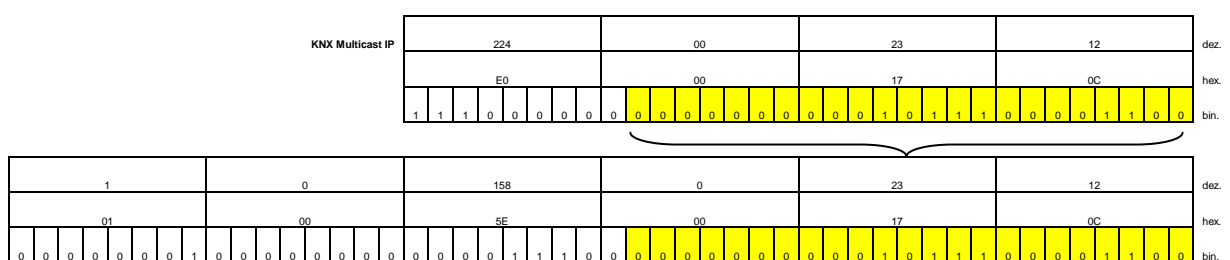 KNX Multicast IP 224 00 23 12 dez.
E0 00 17 0C hex.
1 1 1 0 0 0 0 0 0 0 0 0 0 0 0 0 0 0 0 1 0 1 1 1 0 0 0 0 1 1 0 0 bin.
1 0 158 0 23 12 dez.
01 00 5E 00 17 0C hex.
0 0 0 0 0 0 0 1 0 0 0 0 0 0 0 0 0 0 0 0 1 1 1 0 0 0 0 0 0 0 0 0 0 0 0 1 0 1 1 1 0 0 0 0 1 1 0 0 bin.